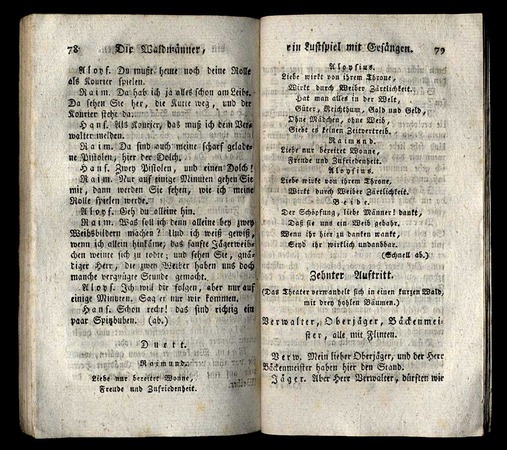 78 Die Waldmänner,
Aloys. Du mußt heute noch deine Rolle
als Kourier spielen.
Raim. Da hab ich ja alles schon am Leibe.
Da sehen Sie her, die Kutte weg, und der
Kourier steht da.
Hans. Als Kourier, das muß ich dem Ver-
walter melden.
Raim. Da sind auch meine scharf gelade-
ne Pistolen, hier der Dolch.
Hans. Zwey Pistolen, und einen Dolch!
Raim. Nur auf einige Minuten gehen Sie
mit, dann werden Sie sehen, wie ich meine
Rolle spielen werde.
Aloys. Geh du alleine hin.
Raim. Was soll ich denn alleine bey zwey
Weibsbildern machen? Und ich weiß gewiß,
wenn ich alleine hinkäme, das sanfte Jägerweib-
chen weinte sich zu todte; und sehen Sie, gnä-
diger Herr, die zwey Weiber haben uns doch
manche vergnügte Stunde gemacht.
Aloys. Ich will dir folgen, aber nur auf
einige Minuten. Sag er nur wir kommen.
Hans. Schon recht! das sind richtig ein
paar Spitzbuben. (ab.)
Duett.
Raimund.
Liebe nur bereitet Wonne,
Freude und Zufriedenheit.
ein Lustspiel mit Gesängen. 79
Aloysius.
Liebe wirkt von ihrem Throne,
Wirkt durch Weiber Zärtlichkeit.
Hat man alles in der Welt,
Güter, Reichthum, Gold und Geld,
Ohne Mädchen, ohne Weib,
Giebt es keinen Zeitvertreib.
Raimund.
Liebe nur bereitet Wonne,
Freude und Zufriedenheit.
Aloysius.
Liebe wirkt von ihrem Throne,
Wirkt durch Weiber Zärtlichkeit.
Beide.
Der Schöpfung, liebe Männer! dankt,
Daß sie uns ein Weib gebahr.
Wenn ihr hier zu danken wankt,
Seyd ihr wirklich undankbar.
(Schnell ab.)
Zehnter Auftritt.
(Das Theater verwandelt sich in einen kurzen Wald,
mit drey hohlen Bäumen.)
Verwalter, Oberjäger, Bäckenmei-
ster, alle mit Flinten.
Verw. Mein lieber Oberjäger, und der Herr
Bäckenmeister haben hier den Stand.
Jäger. Aber Herr Verwalter, dürften wir